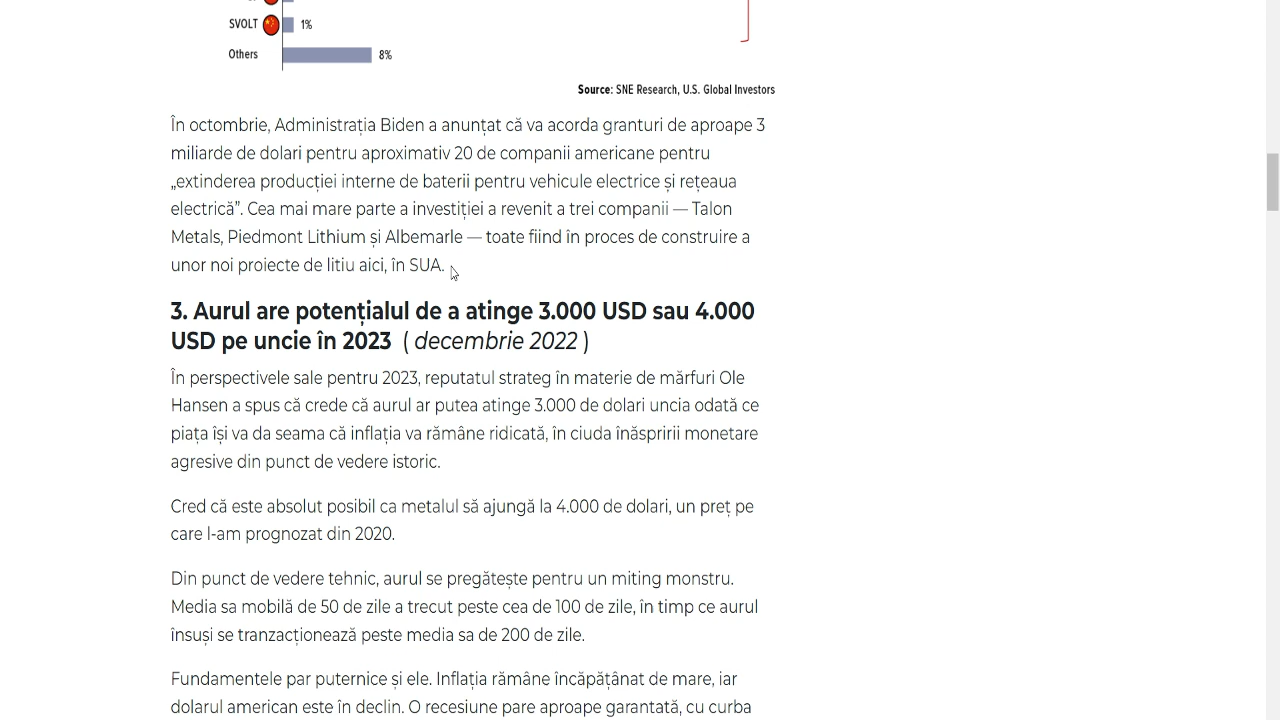 SVOLT 1%
Others 8%
Source: SNE Research, U.S. Global Investors
În octombrie, Administrația Biden a anunțat că va acorda granturi de aproape 3
miliarde de dolari pentru aproximativ 20 de companii americane pentru
„extinderea producției interne de baterii pentru vehicule electrice și rețeaua
electrică”. Cea mai mare parte a investiției a revenit a trei companii — Talon
Metals, Piedmont Lithium și Albemarle — toate fiind în proces de construire a
unor noi proiecte de litiu aici, în SUA.
3. Aurul are potențialul de a atinge 3.000 USD sau 4.000
USD pe uncie în 2023 ( decembrie 2022 )
În perspectivele sale pentru 2023, reputatul strateg în materie de mărfuri Ole
Hansen a spus că crede că aurul ar putea atinge 3.000 de dolari uncia odată ce
piața își va da seama că inflația va rămâne ridicată, în ciuda înăspririi monetare
agresive din punct de vedere istoric.
Cred că este absolut posibil ca metalul să ajungă la 4.000 de dolari, un preț pe
care l-am prognozat din 2020.
Din punct de vedere tehnic, aurul se pregătește pentru un miting monstru.
Media sa mobilă de 50 de zile a trecut peste cea de 100 de zile, în timp ce aurul
însuși se tranzacționează peste media sa de 200 de zile.
Fundamentele par puternice și ele. Inflația rămâne încăpățânat de mare, iar
dolarul american este în declin. O recesiune pare aproape garantată, cu curba